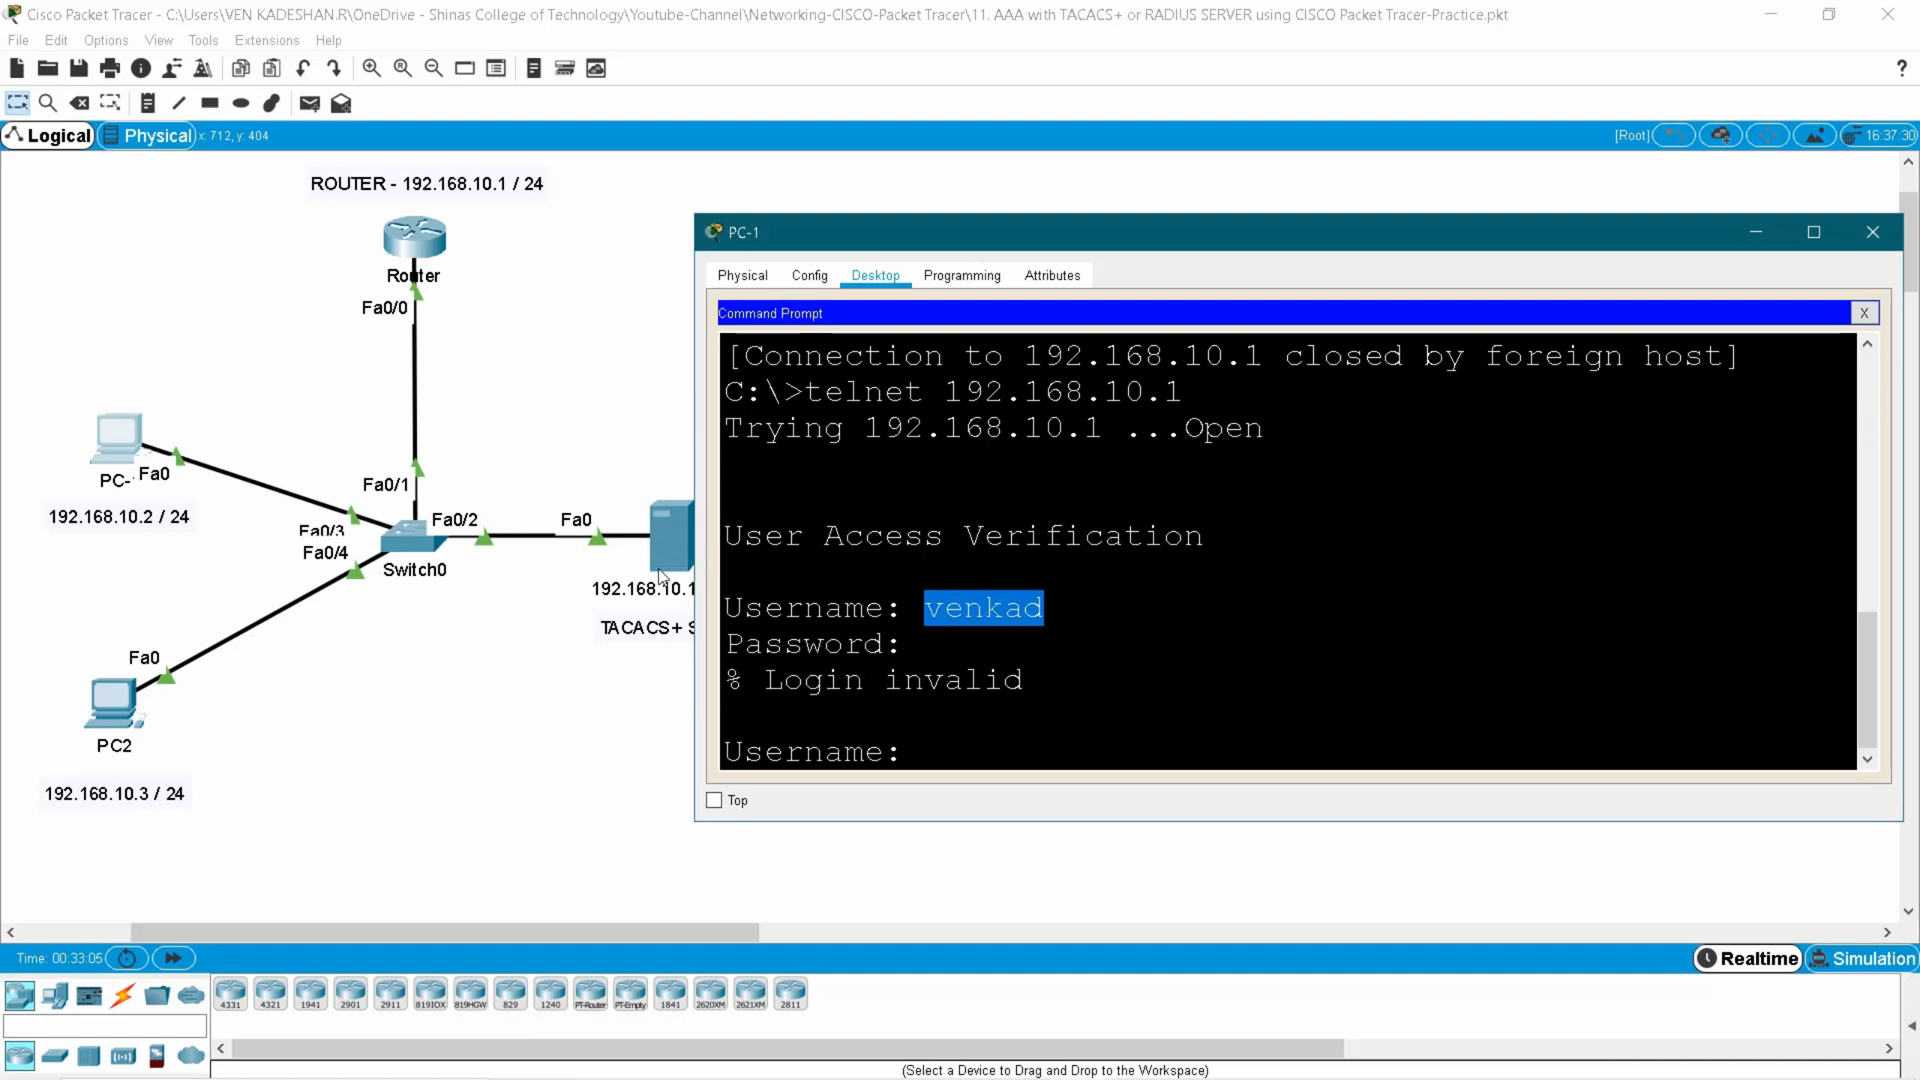 Cisco Packet Tracer - C:\Users\VEN KADESHAN.R\OneDrive - Shinas College of Technology\Youtube-Channel\Networking-CISCO-Packet Tracer\11. AAA with TACACS+ or RADIUS SERVER using CISCO Packet Tracer-Practice.pkt
File Edit Options View Tools Extensions Help
?
Logical Physical x: 712, y: 404 [Root] 16:37:30
ROUTER - 192.168.10.1 / 24
Router
Fa0/0
Fa0/1
Fa0/2
Fa0
PC- Fa0
192.168.10.2 / 24
Fa0/3
Fa0/4
Switch0
192.168.10.1
TACACS+ S
Fa0
PC2
192.168.10.3 / 24
PC-1
Physical Config Desktop Programming Attributes
Command Prompt X
[Connection to 192.168.10.1 closed by foreign host]
C:\>telnet 192.168.10.1
Trying 192.168.10.1 ...Open
User Access Verification
Username: venkad
Password:
% Login invalid
Username:
Top
Time: 00:33:05 Realtime Simulation
4331 4321 1941 2901 2911 819IOX 819HGW 829 1240 PT-Router PT-Empty 1841 2620XM 2621XM 2811
(Select a Device to Drag and Drop to the Workspace)